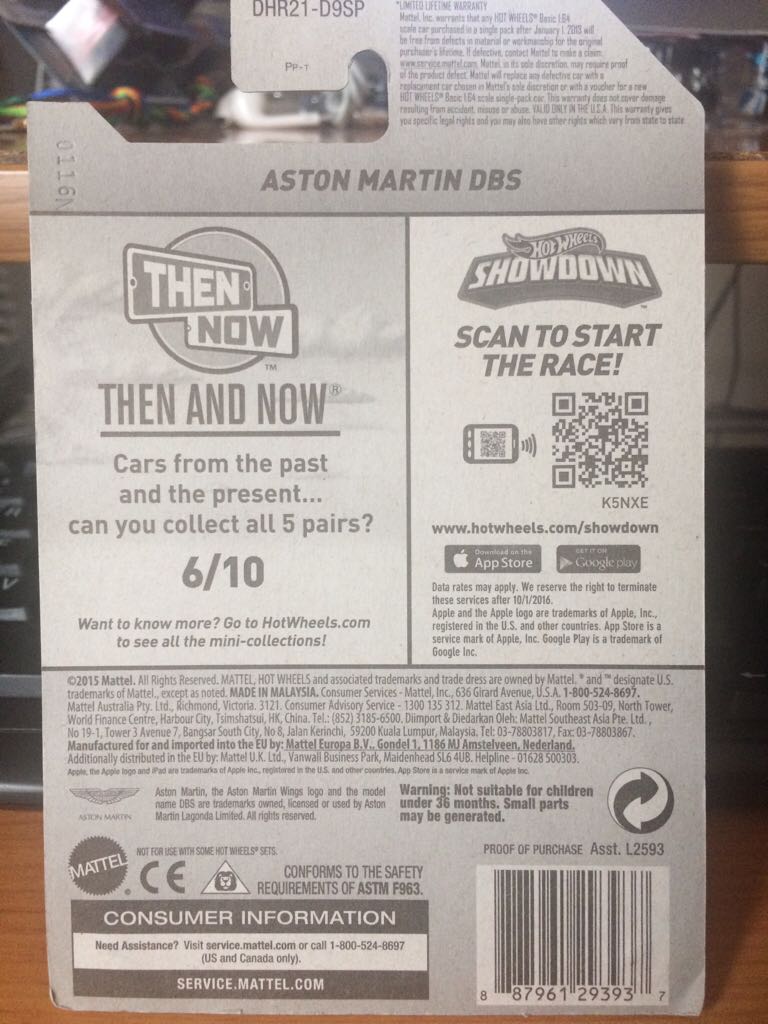 DHR21-D9SP
PP-T
*LIMITED LIFETIME WARRANTY
Mattel, Inc. warrants that any HOT WHEELS® Basic 1:64
scale car purchased in a single pack after January 1, 2013 will
be free from defects in material or workmanship for the original
purchaser's lifetime. If defective, contact Mattel to make a claim:
www.service.mattel.com. Mattel, in its sole discretion, may require proof
of the product defect. Mattel will replace any defective car with a
replacement car chosen in Mattel's sole discretion or with a voucher for a new
HOT WHEELS® Basic 1:64 scale single-pack car. This warranty does not cover damage
resulting from accident, misuse or abuse. VALID ONLY IN THE U.S.A. This warranty gives
you specific legal rights and you may also have other rights which vary from state to state
0116N
ASTON MARTIN DBS
THEN
NOW
TM
THEN AND NOW®
Cars from the past
and the present...
can you collect all 5 pairs?
6/10
Want to know more? Go to HotWheels.com
to see all the mini-collections!
Hot Wheels
SHOWDOWN
TM
SCAN TO START
THE RACE!
K5NXE
www.hotwheels.com/showdown
Download on the
App Store
GET IT ON
Google play
Data rates may apply. We reserve the right to terminate
these services after 10/1/2016.
Apple and the Apple logo are trademarks of Apple, Inc.,
registered in the U.S. and other countries. App Store is a
service mark of Apple, Inc. Google Play is a trademark of
Google Inc.
©2015 Mattel. All Rights Reserved. MATTEL, HOT WHEELS and associated trademarks and trade dress are owned by Mattel. ® and ™ designate U.S.
trademarks of Mattel., except as noted. MADE IN MALAYSIA. Consumer Services - Mattel, Inc., 636 Girard Avenue, U.S.A. 1-800-524-8697.
Mattel Australia Pty. Ltd., Richmond, Victoria. 3121. Consumer Advisory Service - 1300 135 312. Mattel East Asia Ltd., Room 503-09, North Tower,
World Finance Centre, Harbour City, Tsimshatsui, HK, China. Tel.: (852) 3185-6500. Diimport & Diedarkan Oleh: Mattel Southeast Asia Pte. Ltd.,
No 19-1, Tower 3 Avenue 7, Bangsar South City, No 8, Jalan Kerinchi, 59200 Kuala Lumpur, Malaysia. Tel: 03-78803817, Fax: 03-78803867.
Manufactured for and imported into the EU by: Mattel Europa B.V., Gondel 1, 1186 MJ Amstelveen, Nederland.
Additionally distributed in the EU by: Mattel U.K. Ltd., Vanwall Business Park, Maidenhead SL6 4UB. Helpline - 01628 500303.
Apple, the Apple logo and iPad are trademarks of Apple Inc., registered in the U.S. and other countries. App Store is a service mark of Apple Inc.
ASTON MARTIN
Aston Martin, the Aston Martin Wings logo and the model
name DBS are trademarks owned, licensed or used by Aston
Martin Lagonda Limited. All rights reserved.
Warning: Not suitable for children
under 36 months. Small parts
may be generated.
MATTEL
®
NOT FOR USE WITH SOME HOT WHEELS® SETS.
CE
CONFORMS TO THE SAFETY
REQUIREMENTS OF ASTM F963.
PROOF OF PURCHASE Asst. L2593
CONSUMER INFORMATION
Need Assistance? Visit service.mattel.com or call 1-800-524-8697
(US and Canada only).
SERVICE.MATTEL.COM
8 87961 29393 7